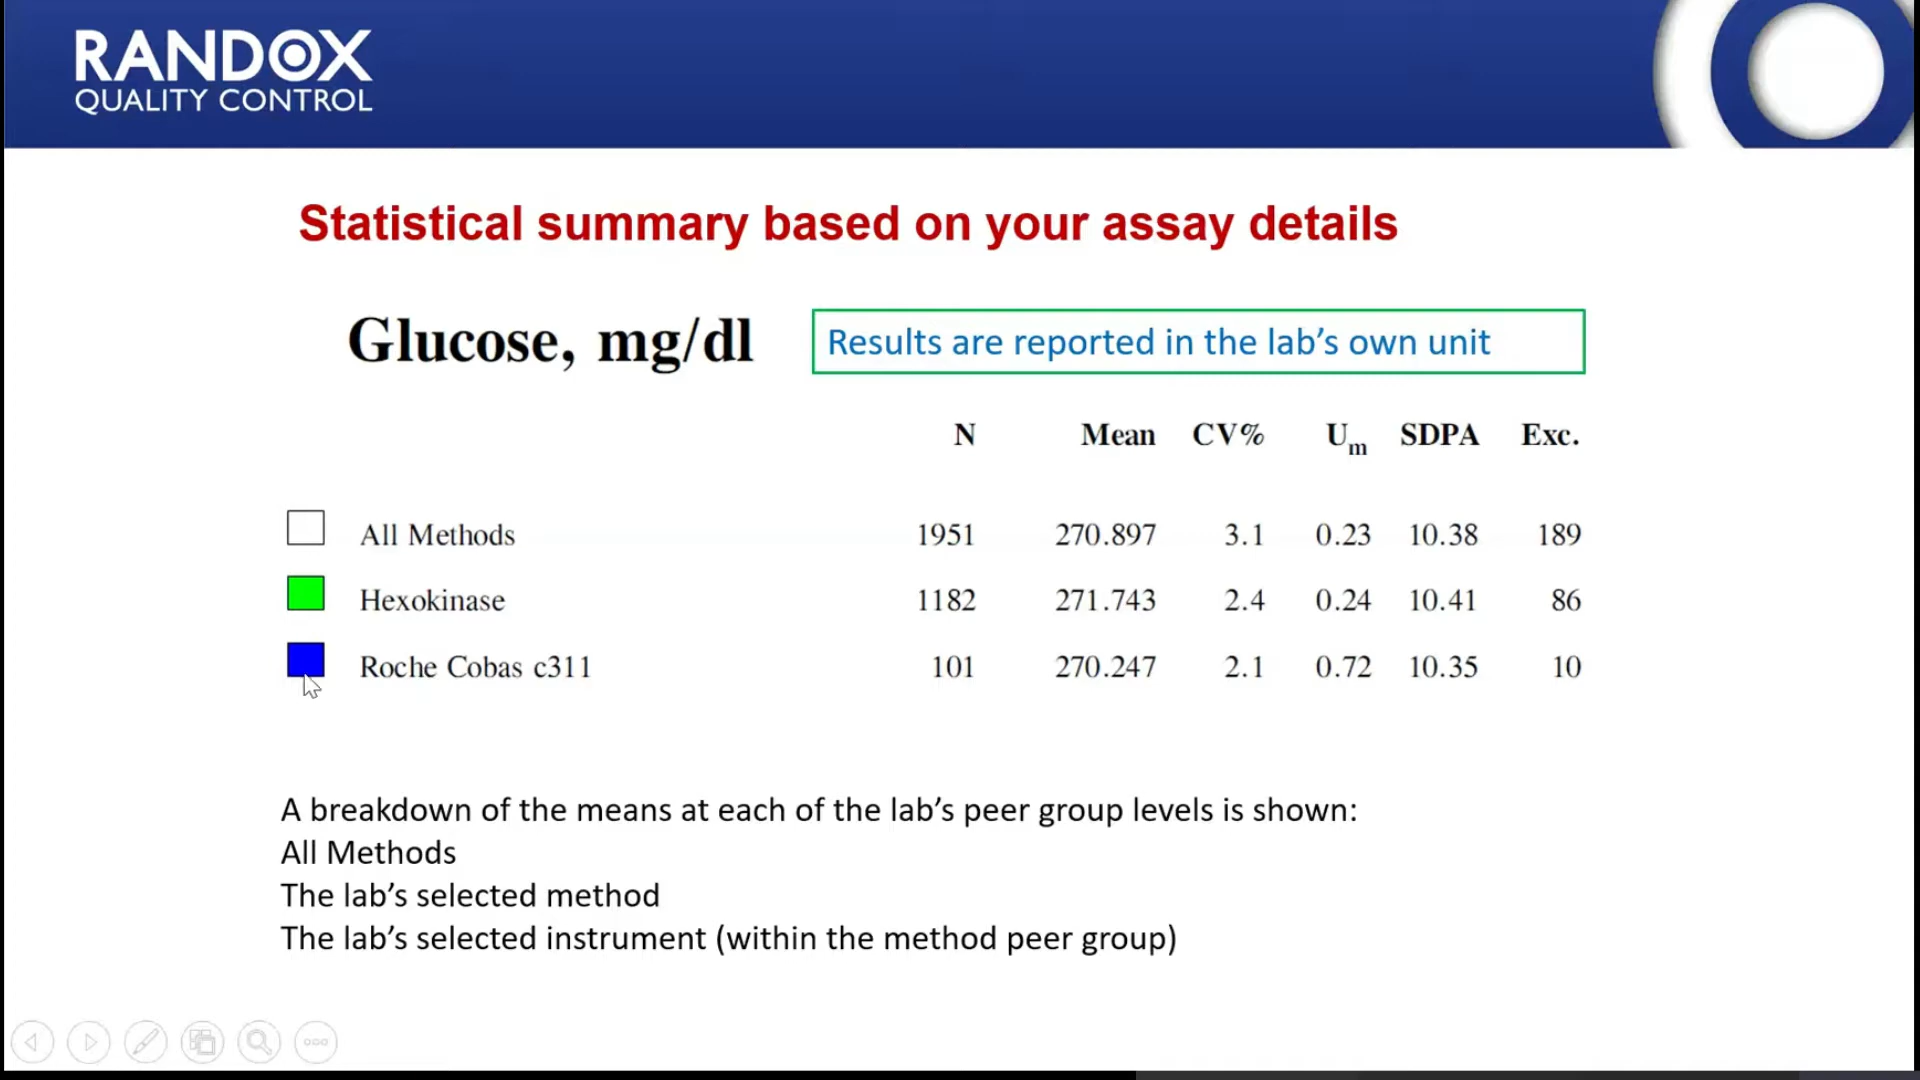 RANDOX
QUALITY CONTROL
Statistical summary based on your assay details
Glucose, mg/dl
Results are reported in the lab’s own unit
N Mean CV% Um SDPA Exc.
All Methods 1951 270.897 3.1 0.23 10.38 189
Hexokinase 1182 271.743 2.4 0.24 10.41 86
Roche Cobas c311 101 270.247 2.1 0.72 10.35 10
A breakdown of the means at each of the lab’s peer group levels is shown:
All Methods
The lab’s selected method
The lab’s selected instrument (within the method peer group)